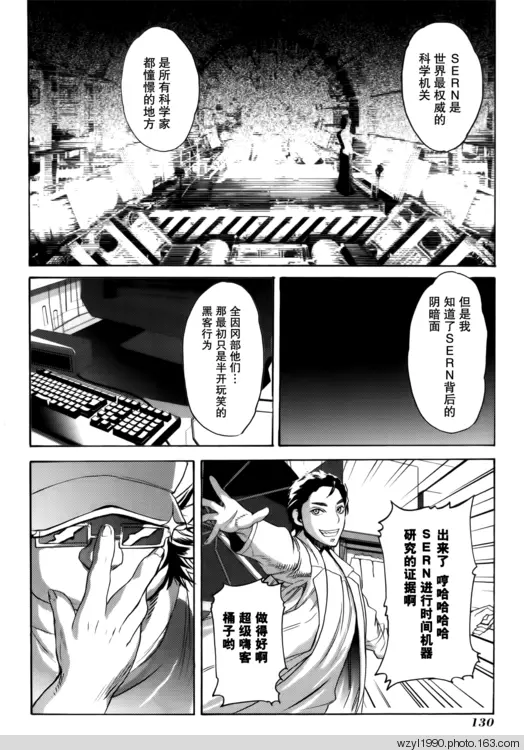 SERN是
世界最权威的
科学机关
是所有科学家
都憧憬的地方
但是我
知道了SERN背后的
阴暗面
全因冈部他们…
那最初只是半开玩笑的
黑客行为
出来了 哼哈哈哈哈
SERN进行时间机器
研究的证据啊
做得好啊
超级嗨客
桶子哟
130
www.wzyl1990.photo.163.com